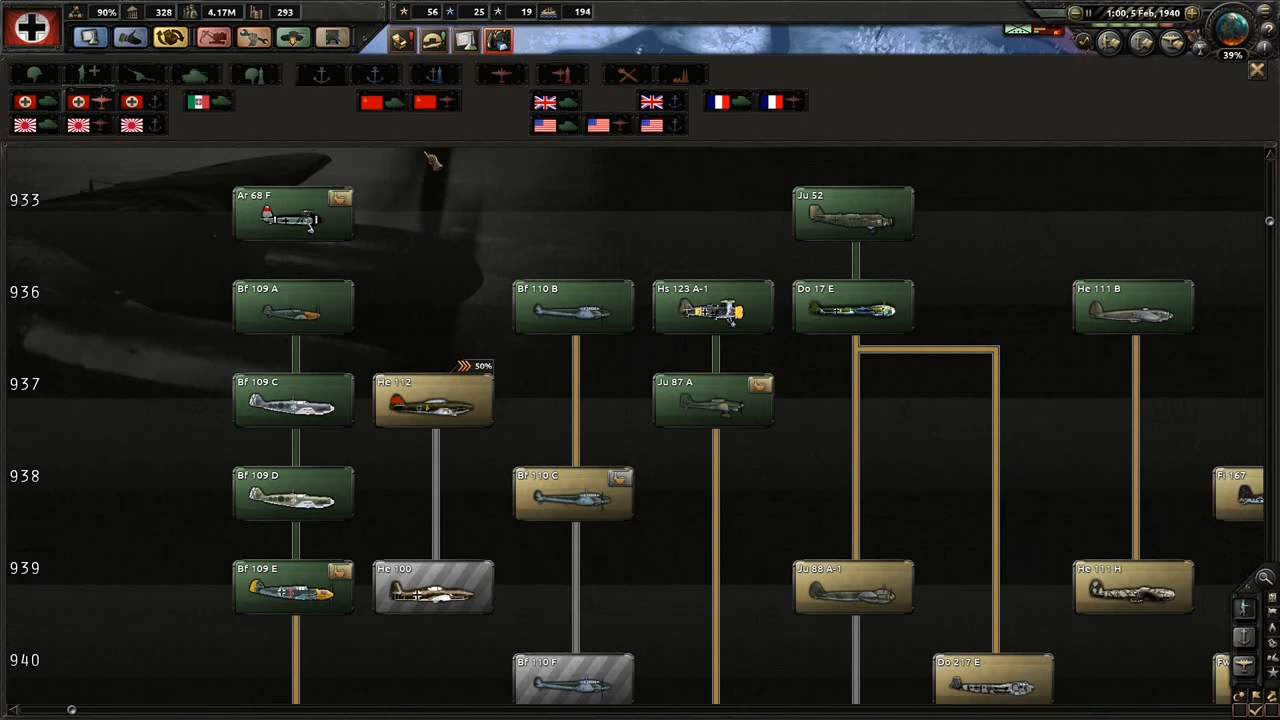 90% 328 4.17M 293 56 25 19 194 1:00, 5 Feb, 1940
39%
933 Ar 68 F Ju 52
936 Bf 109 A Bf 110 B Hs 123 A-1 Do 17 E He 111 B
50%
937 Bf 109 C He 112 Ju 87 A
938 Bf 109 D Bf 110 C Fi 167
939 Bf 109 E He 100 Ju 88 A-1 He 111 H
940 Bf 110 F Do 217 E Fw